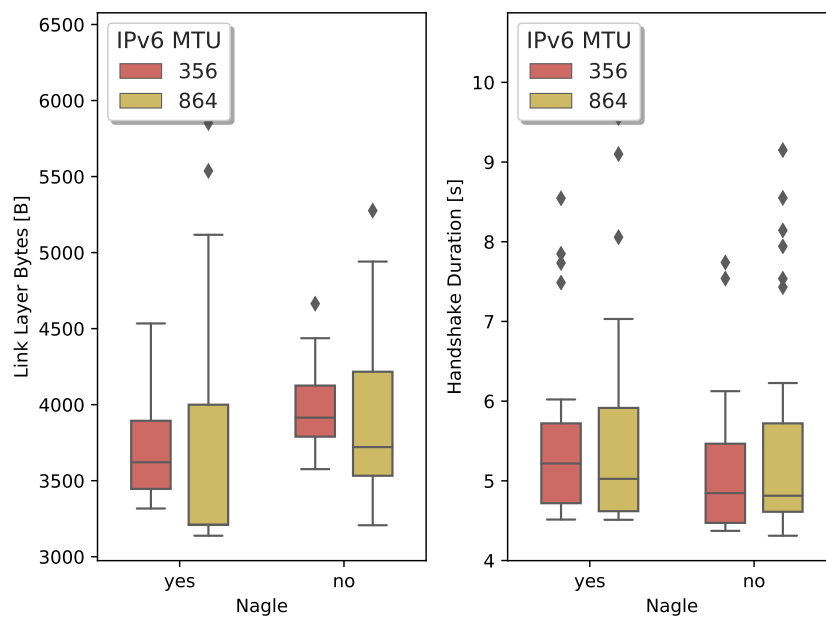 Link Layer Bytes [B]
6500
6000
5500
5000
4500
4000
3500
3000
IPv6 MTU
356
864
yes
no
Nagle
Handshake Duration [s]
10
9
8
7
6
5
4
IPv6 MTU
356
864
yes
no
Nagle